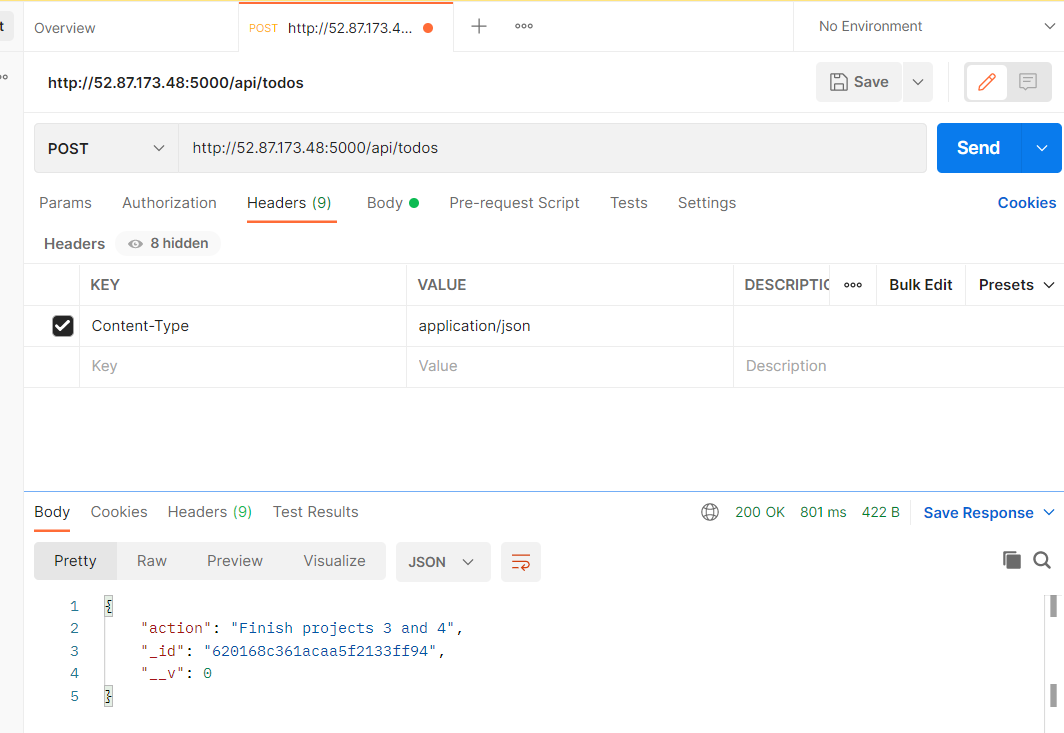 t Overview POST http://52.87.173.4... No Environment
http://52.87.173.48:5000/api/todos Save
POST http://52.87.173.48:5000/api/todos Send
Params Authorization Headers (9) Body Pre-request Script Tests Settings Cookies
Headers 8 hidden
KEY VALUE DESCRIPTIC Bulk Edit Presets
Content-Type application/json
Key Value Description
Body Cookies Headers (9) Test Results 200 OK 801 ms 422 B Save Response
Pretty Raw Preview Visualize JSON
1 {
2 "action": "Finish projects 3 and 4",
3 "_id": "620168c361acaa5f2133ff94",
4 "__v": 0
5 }